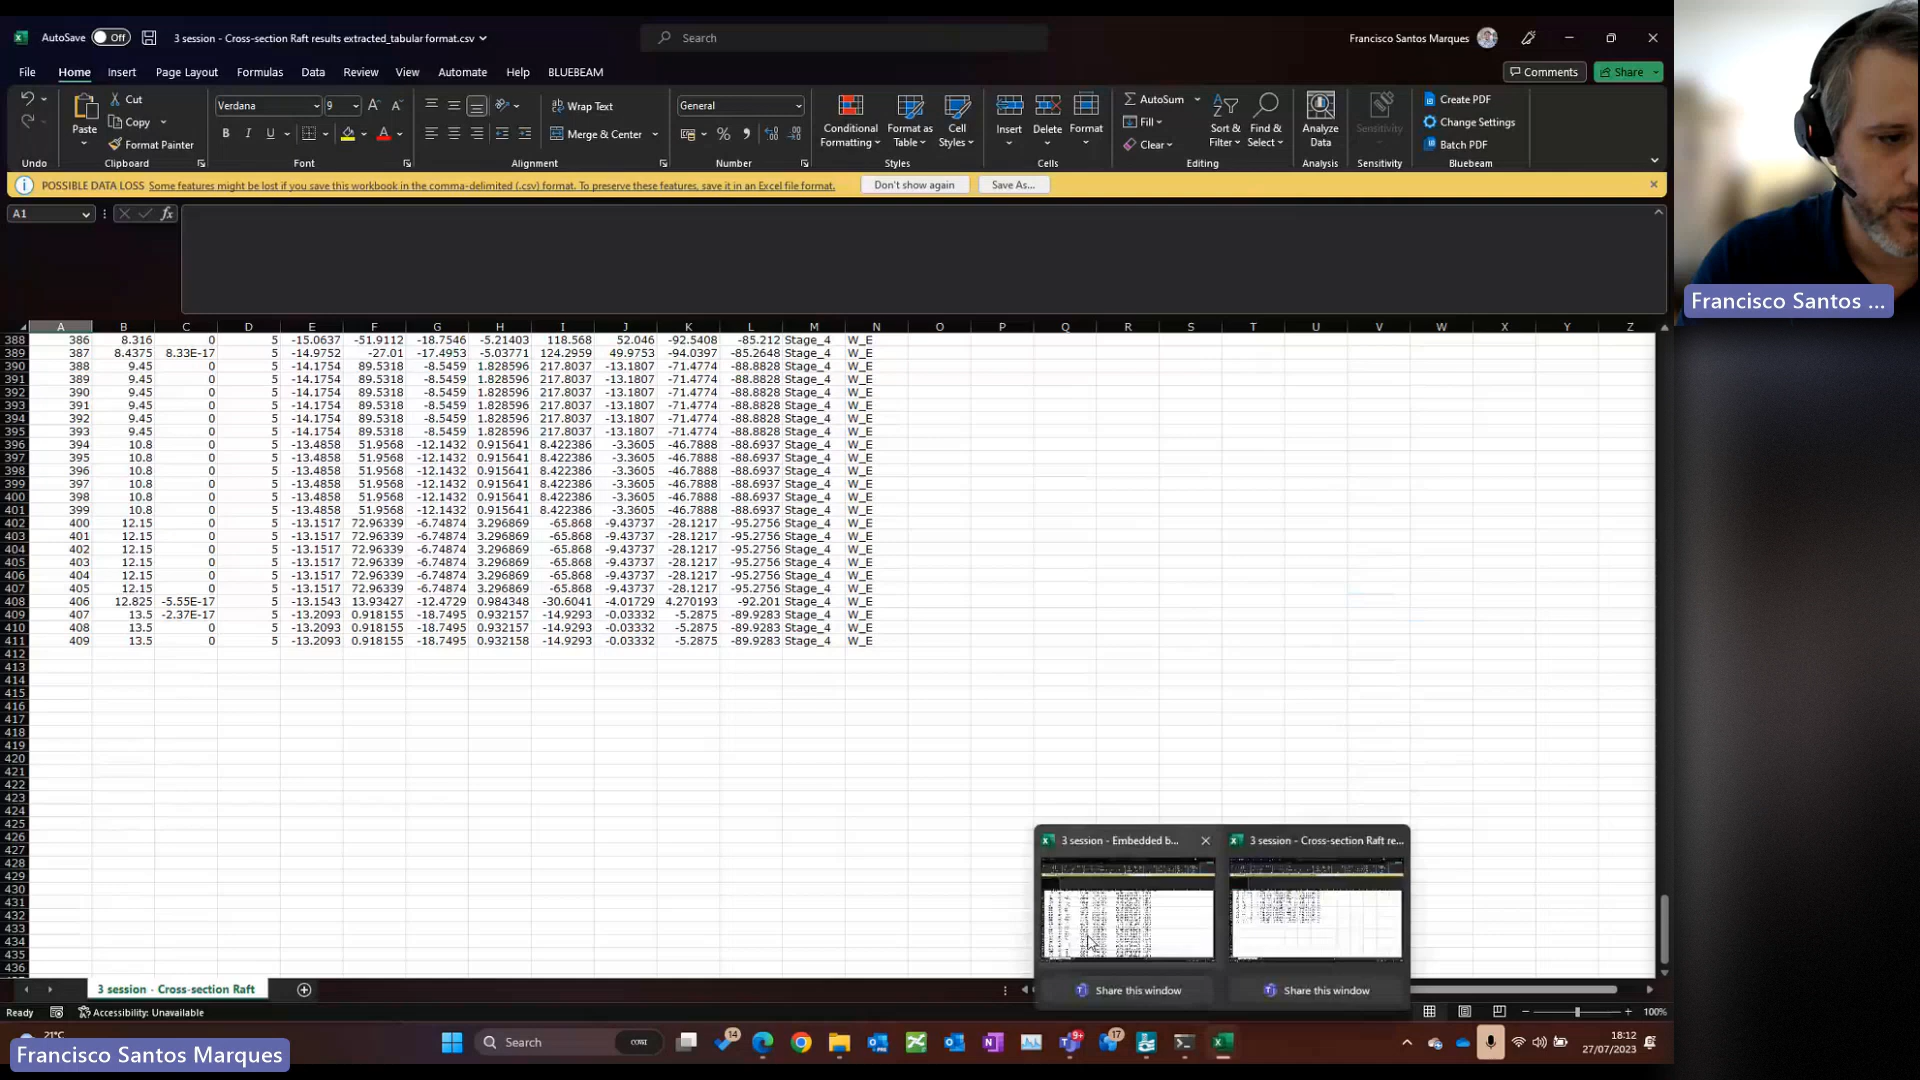 AutoSave Off 3 session - Cross-section Raft results extracted_tabular format.csv Search Francisco Santos Marques
File Home Insert Page Layout Formulas Data Review View Automate Help BLUEBEAM Comments Share
Cut Verdana 9 Wrap Text General AutoSum Create PDF
Paste Copy Conditional Formatting Format as Table Cell Styles Insert Delete Format Fill Sort & Filter Find & Select Analyze Data Sensitivity Change Settings
Format Painter B I U Merge & Center Clear Batch PDF
Undo Clipboard Font Alignment Number Styles Cells Editing Analysis Sensitivity Bluebeam
POSSIBLE DATA LOSS Some features might be lost if you save this workbook in the comma-delimited (.csv) format. To preserve these features, save it in an Excel file format. Don't show again Save As...
A1
A B C D E F G H I J K L M N O P Q R S T U V W X Y Z
388 386 8.316 0 5 -15.0637 -51.9112 -18.7546 -5.21403 118.568 52.046 -92.5408 -85.212 Stage_4 W_E
389 387 8.4375 8.33E-17 5 -14.9752 -27.01 -17.4953 -5.03771 124.2959 49.9753 -94.0397 -85.2648 Stage_4 W_E
390 388 9.45 0 5 -14.1754 89.5318 -8.5459 1.828596 217.8037 -13.1807 -71.4774 -88.8828 Stage_4 W_E
391 389 9.45 0 5 -14.1754 89.5318 -8.5459 1.828596 217.8037 -13.1807 -71.4774 -88.8828 Stage_4 W_E
392 390 9.45 0 5 -14.1754 89.5318 -8.5459 1.828596 217.8037 -13.1807 -71.4774 -88.8828 Stage_4 W_E
393 391 9.45 0 5 -14.1754 89.5318 -8.5459 1.828596 217.8037 -13.1807 -71.4774 -88.8828 Stage_4 W_E
394 392 9.45 0 5 -14.1754 89.5318 -8.5459 1.828596 217.8037 -13.1807 -71.4774 -88.8828 Stage_4 W_E
395 393 9.45 0 5 -14.1754 89.5318 -8.5459 1.828596 217.8037 -13.1807 -71.4774 -88.8828 Stage_4 W_E
396 394 10.8 0 5 -13.4858 51.9568 -12.1432 0.915641 8.422386 -3.3605 -46.7888 -88.6937 Stage_4 W_E
397 395 10.8 0 5 -13.4858 51.9568 -12.1432 0.915641 8.422386 -3.3605 -46.7888 -88.6937 Stage_4 W_E
398 396 10.8 0 5 -13.4858 51.9568 -12.1432 0.915641 8.422386 -3.3605 -46.7888 -88.6937 Stage_4 W_E
399 397 10.8 0 5 -13.4858 51.9568 -12.1432 0.915641 8.422386 -3.3605 -46.7888 -88.6937 Stage_4 W_E
400 398 10.8 0 5 -13.4858 51.9568 -12.1432 0.915641 8.422386 -3.3605 -46.7888 -88.6937 Stage_4 W_E
401 399 10.8 0 5 -13.4858 51.9568 -12.1432 0.915641 8.422386 -3.3605 -46.7888 -88.6937 Stage_4 W_E
402 400 12.15 0 5 -13.1517 72.96339 -6.74874 3.296869 -65.868 -9.43737 -28.1217 -95.2756 Stage_4 W_E
403 401 12.15 0 5 -13.1517 72.96339 -6.74874 3.296869 -65.868 -9.43737 -28.1217 -95.2756 Stage_4 W_E
404 402 12.15 0 5 -13.1517 72.96339 -6.74874 3.296869 -65.868 -9.43737 -28.1217 -95.2756 Stage_4 W_E
405 403 12.15 0 5 -13.1517 72.96339 -6.74874 3.296869 -65.868 -9.43737 -28.1217 -95.2756 Stage_4 W_E
406 404 12.15 0 5 -13.1517 72.96339 -6.74874 3.296869 -65.868 -9.43737 -28.1217 -95.2756 Stage_4 W_E
407 405 12.15 0 5 -13.1517 72.96339 -6.74874 3.296869 -65.868 -9.43737 -28.1217 -95.2756 Stage_4 W_E
408 406 12.825 -5.55E-17 5 -13.1543 13.93427 -12.4729 0.984348 -30.6041 -4.01729 4.270193 -92.201 Stage_4 W_E
409 407 13.5 -2.37E-17 5 -13.2093 0.918155 -18.7495 0.932157 -14.9293 -0.03332 -5.2875 -89.9283 Stage_4 W_E
410 408 13.5 0 5 -13.2093 0.918155 -18.7495 0.932157 -14.9293 -0.03332 -5.2875 -89.9283 Stage_4 W_E
411 409 13.5 0 5 -13.2093 0.918155 -18.7495 0.932158 -14.9293 -0.03332 -5.2875 -89.9283 Stage_4 W_E
412
413
414
415
416
417
418
419
420
421
422
423
424
425
426
427
428
429
430
431
432
433
434
435
436
3 session - Embedded b... 3 session - Cross-section Raft re...
Share this window Share this window
3 session - Cross-section Raft
Ready Accessibility: Unavailable 100%
21°C Search 14 9+ 17 18:12
27/07/2023
Francisco Santos Marques
Francisco Santos ...